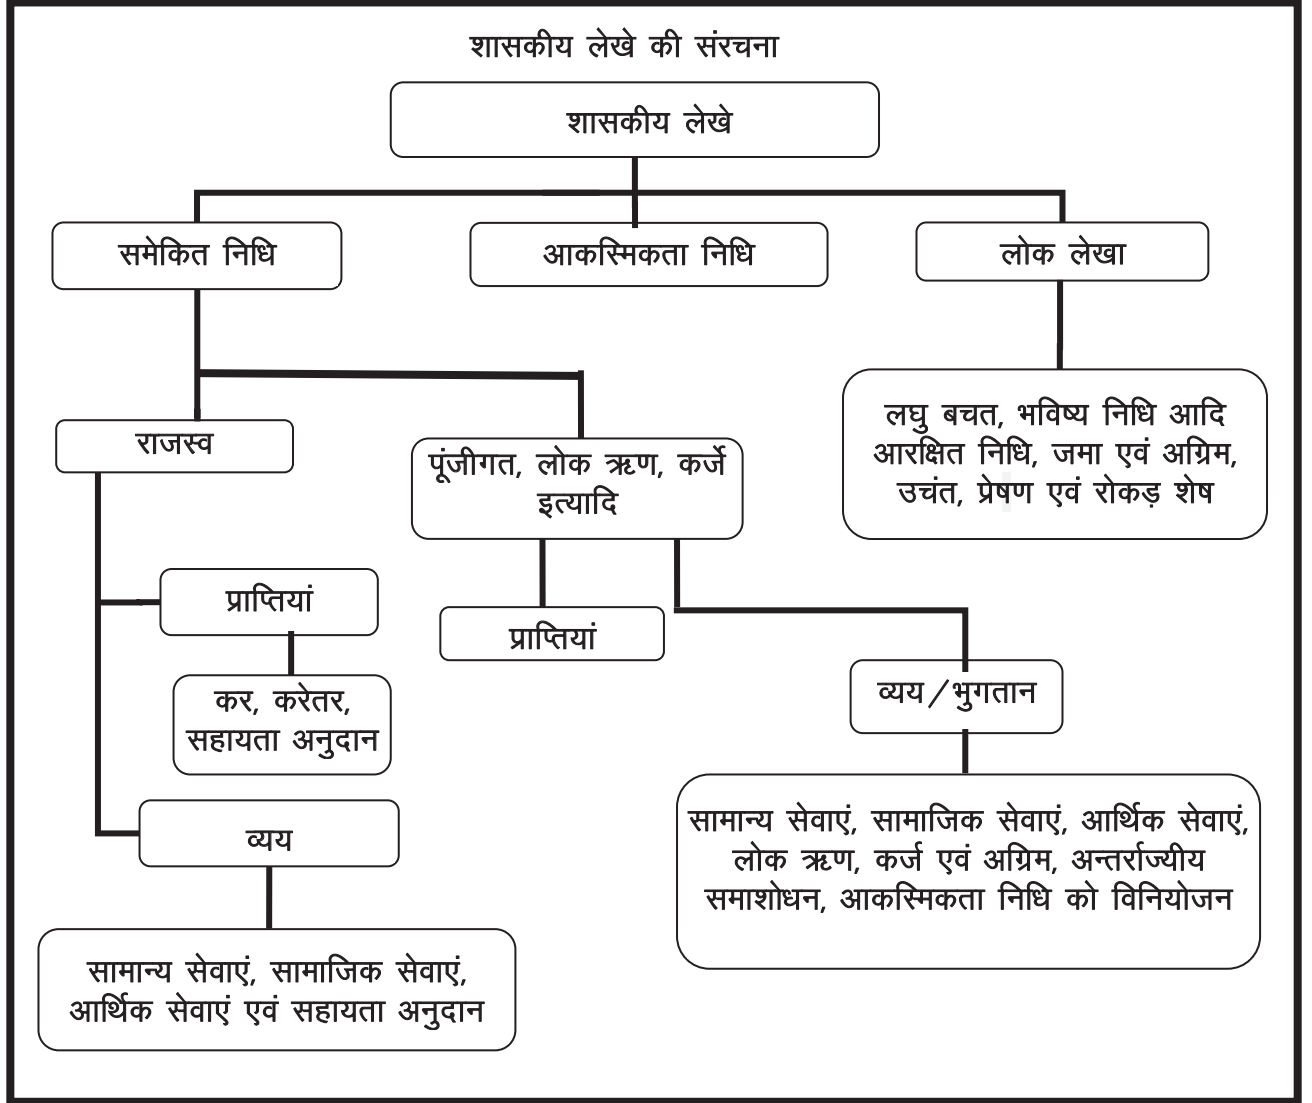 शासकीय लेखे की संरचना
शासकीय लेखे
समेकित निधि
आकस्मिकता निधि
लोक लेखा
राजस्व
पूंजीगत, लोक ऋण, कर्जे
इत्यादि
लघु बचत, भविष्य निधि आदि
आरक्षित निधि, जमा एवं अग्रिम,
उचंत, प्रेषण एवं रोकड़ शेष
प्राप्तियां
प्राप्तियां
कर, करेतर,
सहायता अनुदान
व्यय/भुगतान
व्यय
सामान्य सेवाएं, सामाजिक सेवाएं, आर्थिक सेवाएं,
लोक ऋण, कर्ज एवं अग्रिम, अन्तर्राज्यीय
समाशोधन, आकस्मिकता निधि को विनियोजन
सामान्य सेवाएं, सामाजिक सेवाएं,
आर्थिक सेवाएं एवं सहायता अनुदान